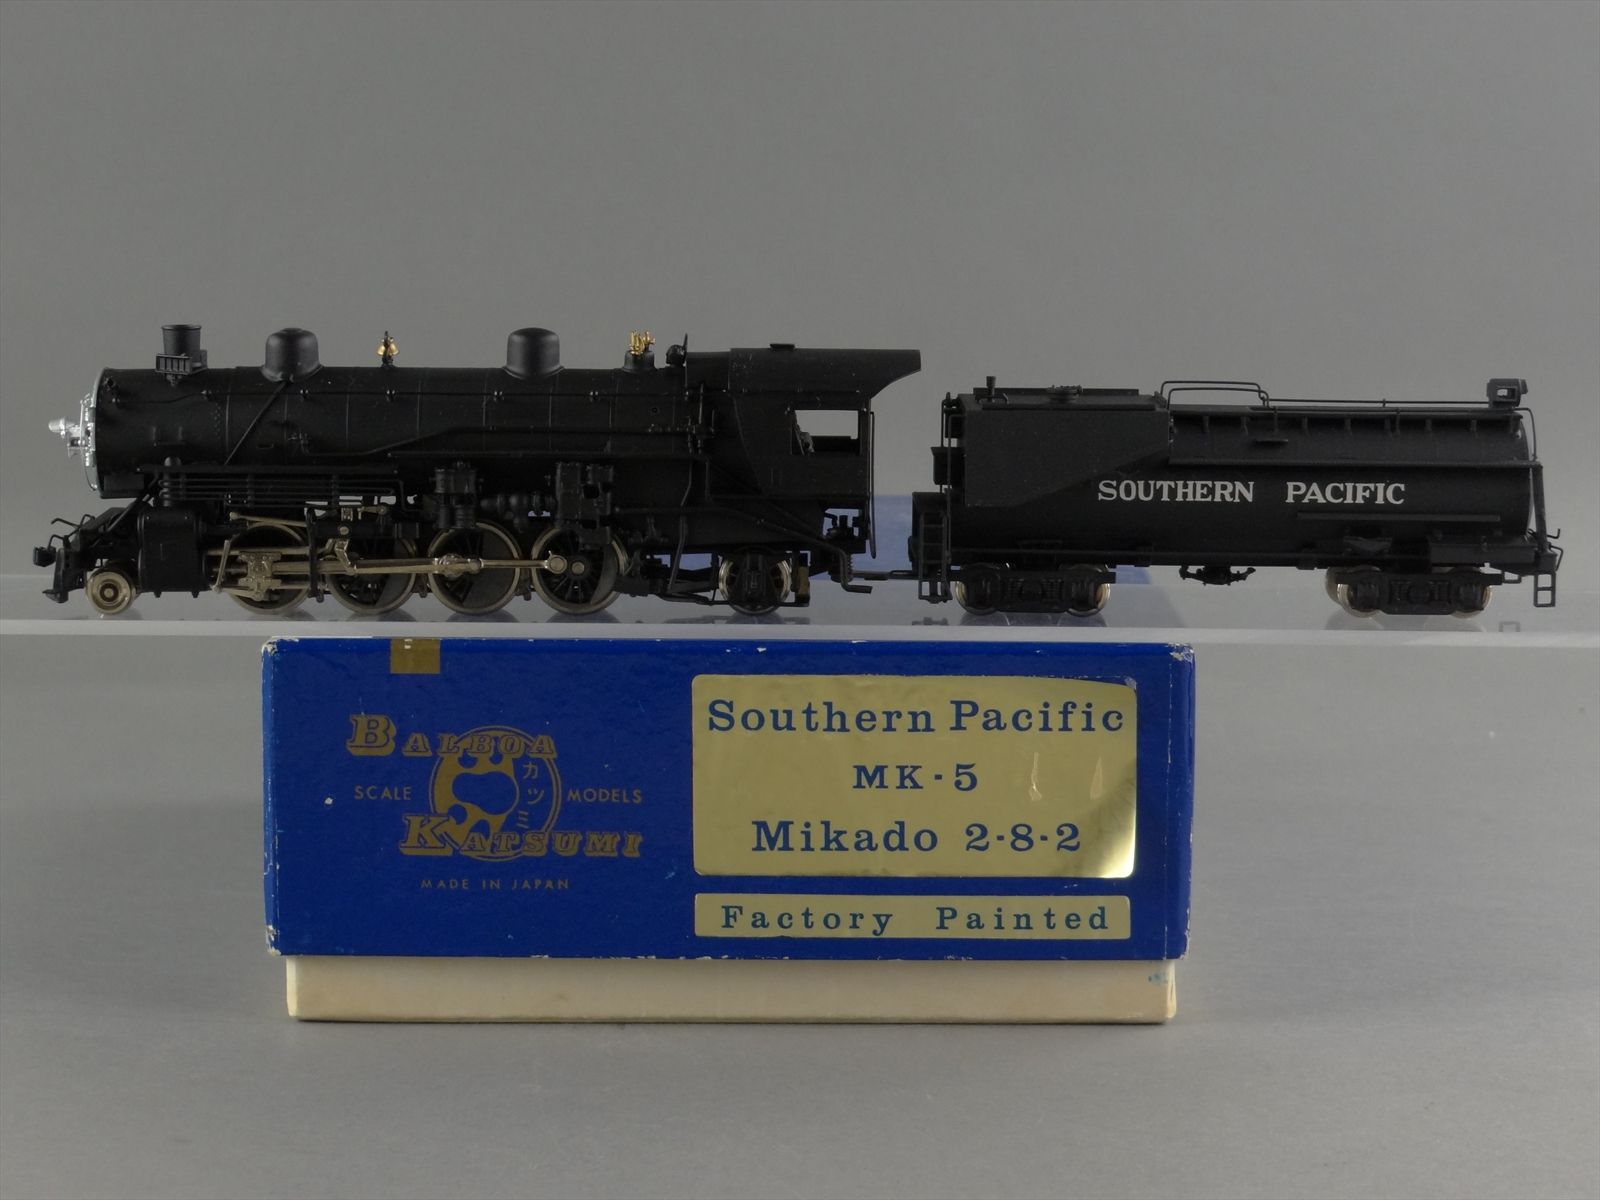 SOUTHERN PACIFIC
BALBOA
カツミ
SCALE MODELS
KATSUMI
MADE IN JAPAN
Southern Pacific
MK-5
Mikado 2-8-2
Factory Painted